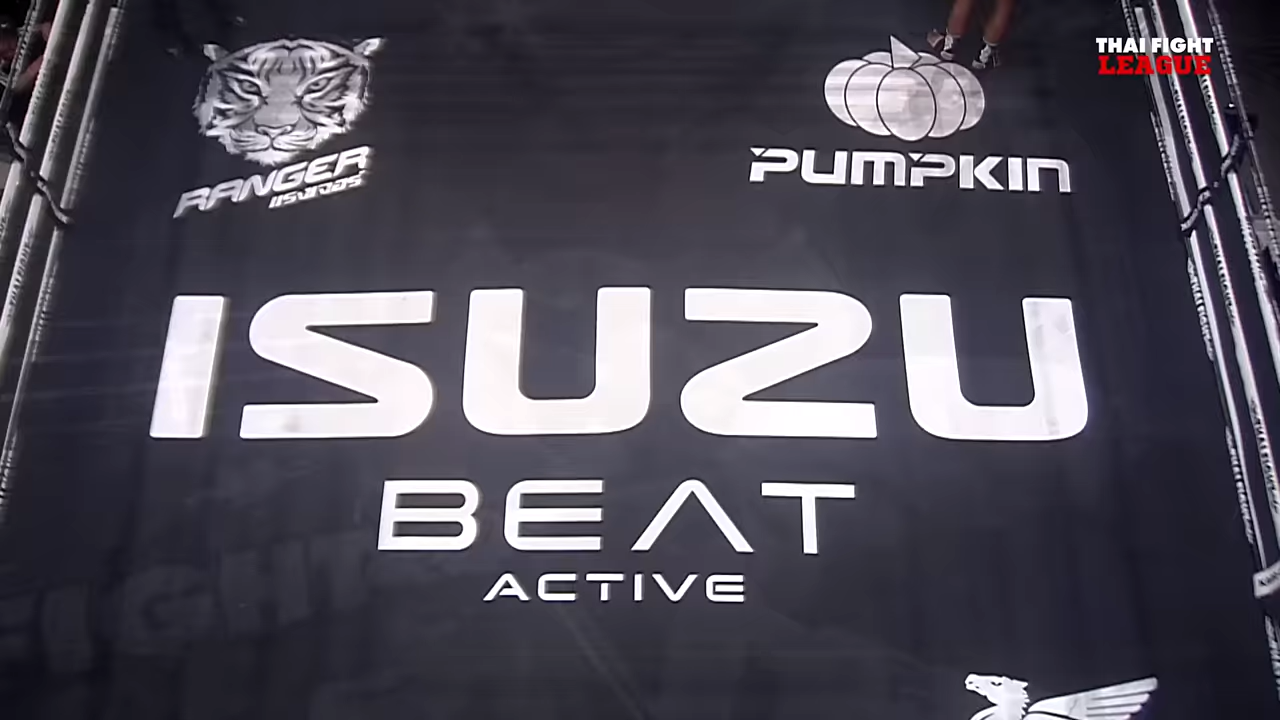 THAI FIGHT
LEAGUE
RANGER
PUMPKIN
ISUZU
BEAT
ACTIVE